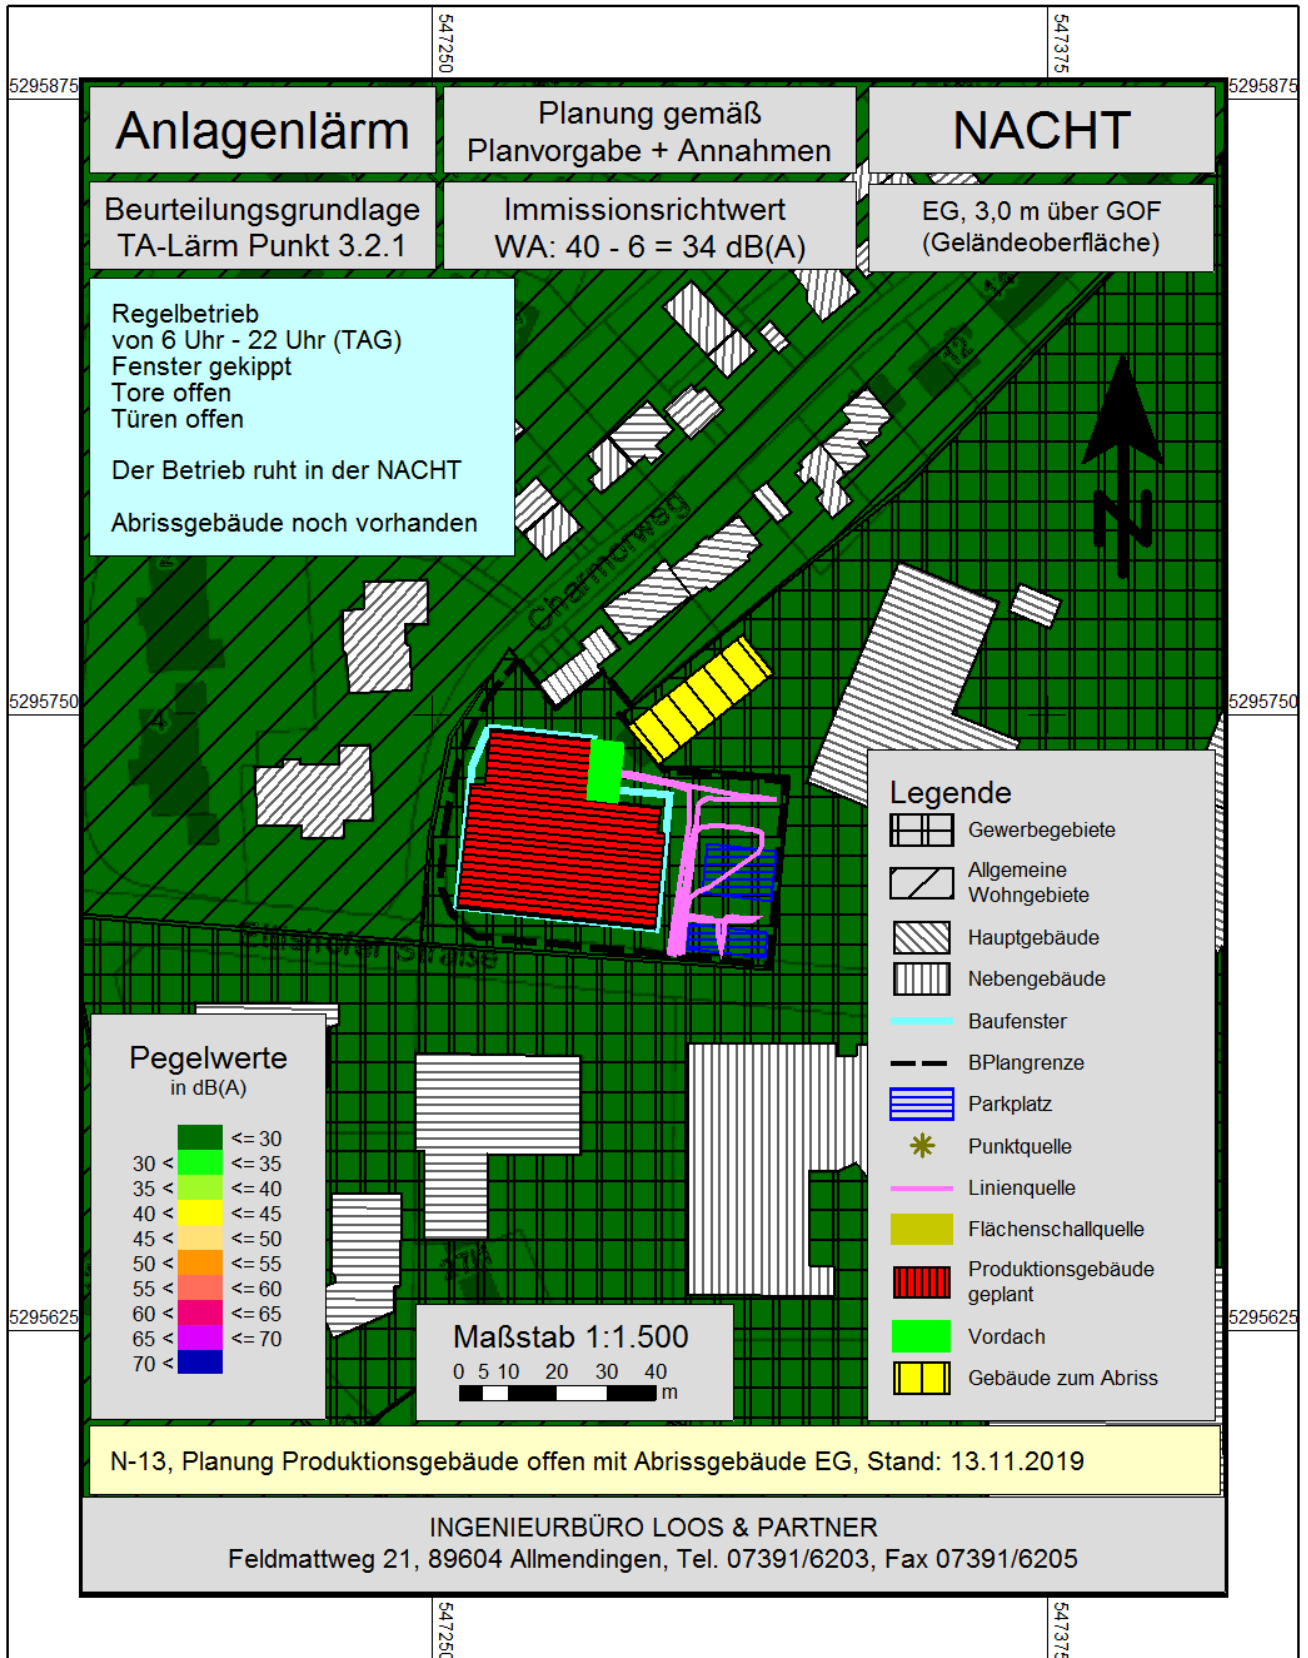 547250
547375
5295875
5295875
Anlagenlärm
Planung gemäß
Planvorgabe + Annahmen
NACHT
Beurteilungsgrundlage
TA-Lärm Punkt 3.2.1
Immissionsrichtwert
WA: 40 - 6 = 34 dB(A)
EG, 3,0 m über GOF
(Geländeoberfläche)
Regelbetrieb
von 6 Uhr - 22 Uhr (TAG)
Fenster gekippt
Tore offen
Türen offen
Der Betrieb ruht in der NACHT
Abrissgebäude noch vorhanden
N
Charmorweg
5295750
5295750
4
Straße
Legende
Gewerbegebiete
Allgemeine
Wohngebiete
Hauptgebäude
Nebengebäude
Baufenster
BPlangrenze
Parkplatz
Punktquelle
Linienquelle
Flächenschallquelle
Produktionsgebäude
geplant
Vordach
Gebäude zum Abriss
Pegelwerte
in dB(A)
<= 30
30 < <= 35
35 < <= 40
40 < <= 45
45 < <= 50
50 < <= 55
55 < <= 60
60 < <= 65
65 < <= 70
70 <
5295625
5295625
Maßstab 1:1.500
0 5 10 20 30 40
m
N-13, Planung Produktionsgebäude offen mit Abrissgebäude EG, Stand: 13.11.2019
INGENIEURBÜRO LOOS & PARTNER
Feldmattweg 21, 89604 Allmendingen, Tel. 07391/6203, Fax 07391/6205
547250
547375